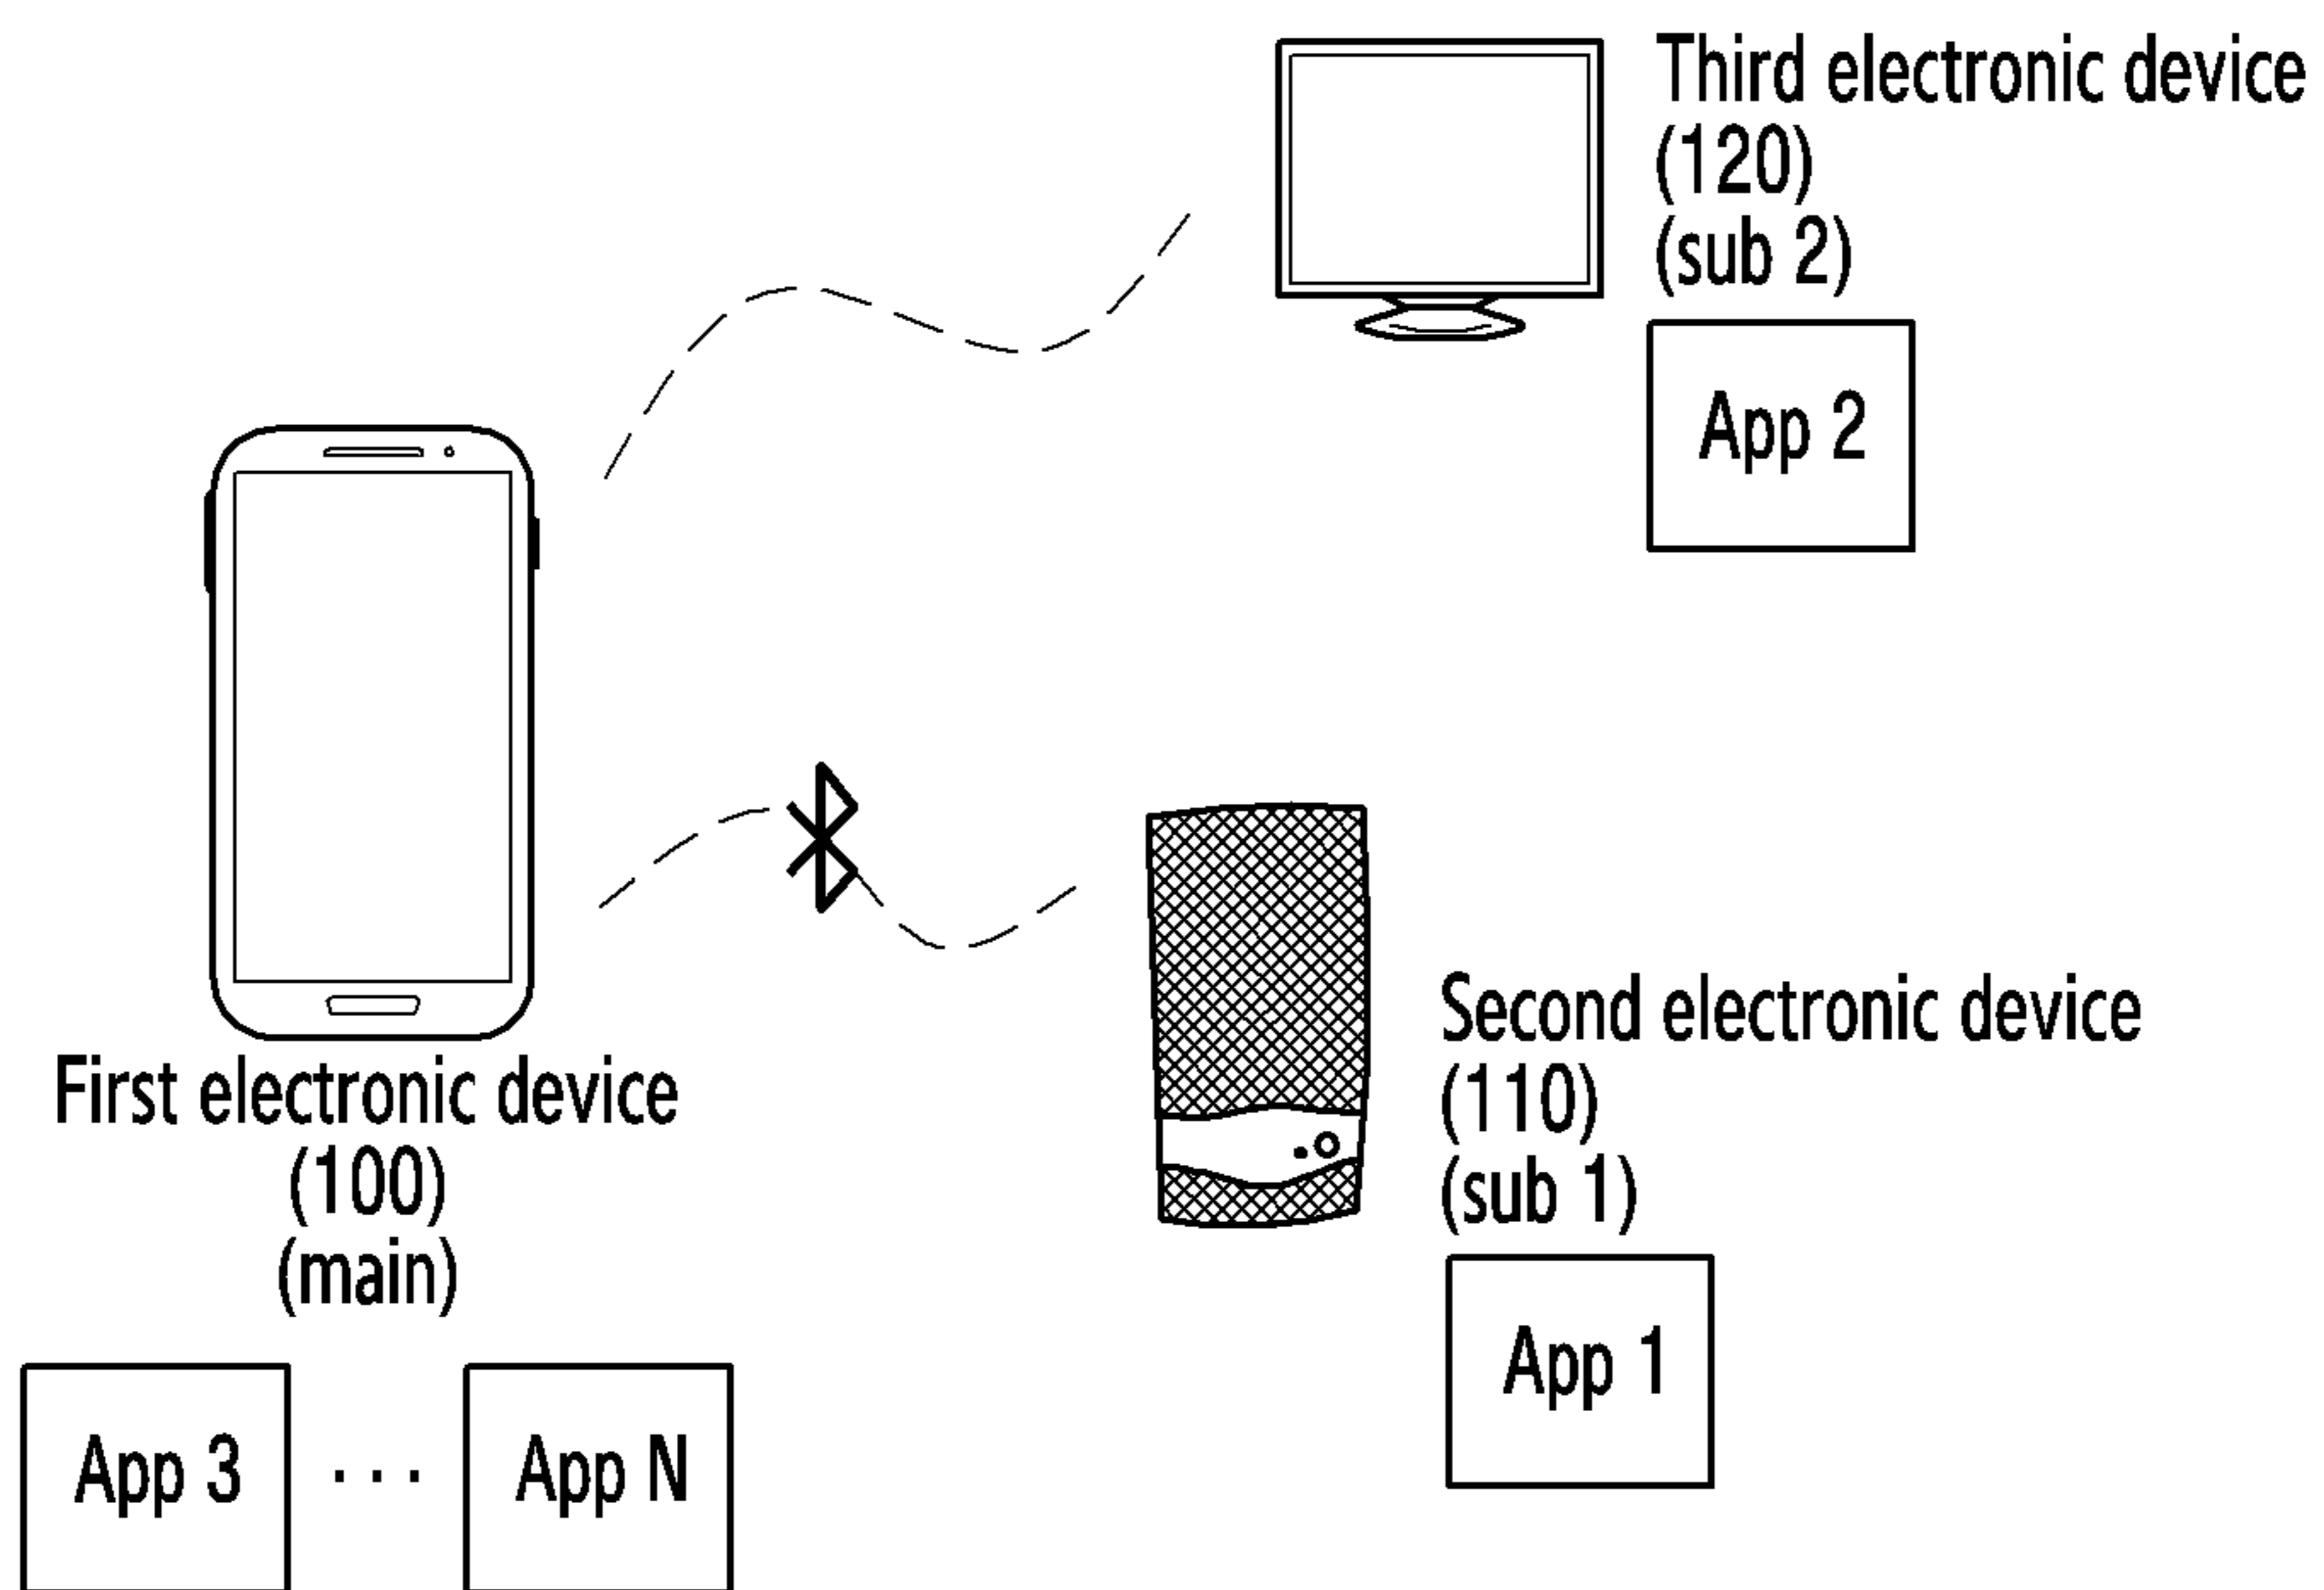 Third electronic device
(120)
(sub 2)
App 2
First electronic device
(100)
(main)
App 3 ... App N
Second electronic device
(110)
(sub 1)
App 1